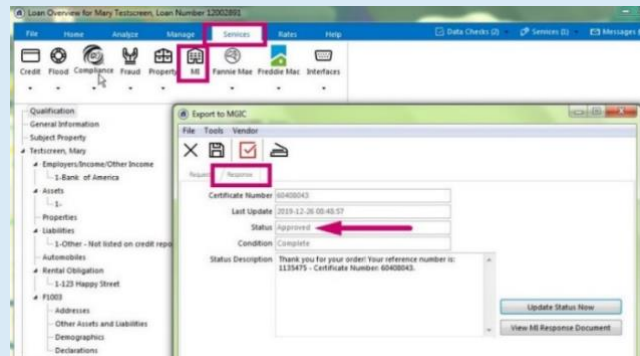 Loan Overview for Mary Testscreen, Loan Number 12002891
File Home Analyze Manage Services Rates Help Data Checks (2) Services (1) Messages
Credit Flood Compliance Fraud Property MI Fannie Mae Freddie Mac Interfaces
Qualification
General Information
Subject Property
Testscreen, Mary
Employers/Income/Other Income
1-Bank of America
Assets
1-
Properties
Liabilities
1-Other - Not listed on credit repo
Automobiles
Rental Obligation
1-123 Happy Street
F1003
Addresses
Other Assets and Liabilities
Demographics
Declarations
Export to MGIC
File Tools Vendor
Request Response
Certificate Number 60408043
Last Update 2019-12-26 08:48:57
Status Approved
Condition Complete
Status Description Thank you for your order! Your reference number is:
1135475 - Certificate Number: 60408043.
Update Status Now
View MI Response Document